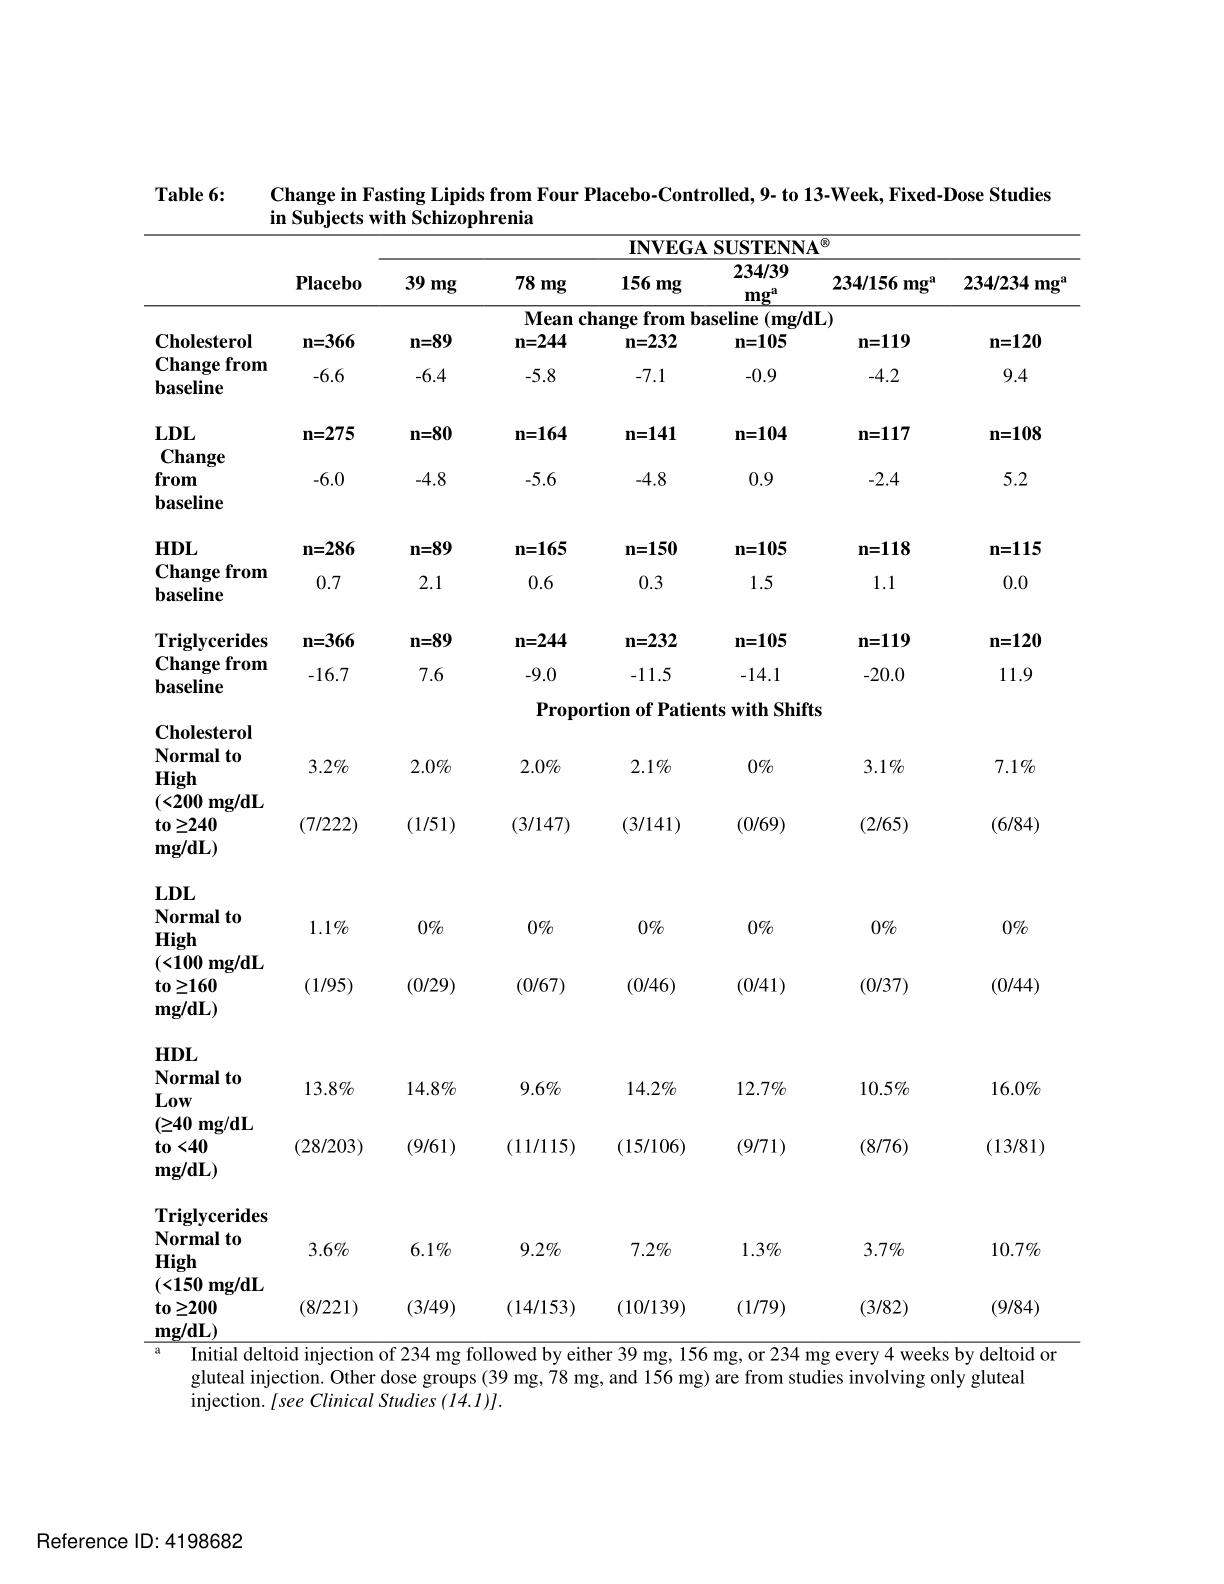 Table 6: Change in Fasting Lipids from Four Placebo-Controlled, 9- to 13-Week, Fixed-Dose Studies
in Subjects with Schizophrenia
INVEGA SUSTENNA®
Placebo 39 mg 78 mg 156 mg 234/39 mgᵃ 234/156 mgᵃ 234/234 mgᵃ
Mean change from baseline (mg/dL)
Cholesterol n=366 n=89 n=244 n=232 n=105 n=119 n=120
Change from
baseline
-6.6 -6.4 -5.8 -7.1 -0.9 -4.2 9.4
LDL n=275 n=80 n=164 n=141 n=104 n=117 n=108
Change
from
baseline
-6.0 -4.8 -5.6 -4.8 0.9 -2.4 5.2
HDL n=286 n=89 n=165 n=150 n=105 n=118 n=115
Change from
baseline
0.7 2.1 0.6 0.3 1.5 1.1 0.0
Triglycerides n=366 n=89 n=244 n=232 n=105 n=119 n=120
Change from
baseline
-16.7 7.6 -9.0 -11.5 -14.1 -20.0 11.9
Proportion of Patients with Shifts
Cholesterol
Normal to
High
3.2% 2.0% 2.0% 2.1% 0% 3.1% 7.1%
(<200 mg/dL
to ≥240
mg/dL)
(7/222) (1/51) (3/147) (3/141) (0/69) (2/65) (6/84)
LDL
Normal to
High
1.1% 0% 0% 0% 0% 0% 0%
(<100 mg/dL
to ≥160
mg/dL)
(1/95) (0/29) (0/67) (0/46) (0/41) (0/37) (0/44)
HDL
Normal to
Low
13.8% 14.8% 9.6% 14.2% 12.7% 10.5% 16.0%
(≥40 mg/dL
to <40
mg/dL)
(28/203) (9/61) (11/115) (15/106) (9/71) (8/76) (13/81)
Triglycerides
Normal to
High
3.6% 6.1% 9.2% 7.2% 1.3% 3.7% 10.7%
(<150 mg/dL
to ≥200
mg/dL)
(8/221) (3/49) (14/153) (10/139) (1/79) (3/82) (9/84)
ᵃ Initial deltoid injection of 234 mg followed by either 39 mg, 156 mg, or 234 mg every 4 weeks by deltoid or
gluteal injection. Other dose groups (39 mg, 78 mg, and 156 mg) are from studies involving only gluteal
injection. [see Clinical Studies (14.1)].
Reference ID: 4198682